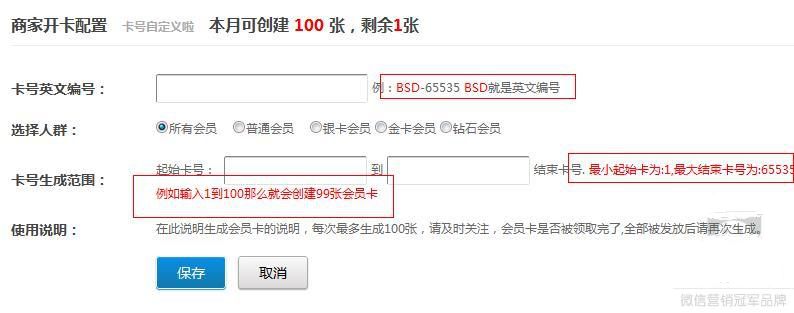 商家开卡配置 卡号自定义啦 本月可创建 100 张，剩余1张
卡号英文编号： 例：BSD-65535 BSD就是英文编号
选择人群： 所有会员 普通会员 银卡会员 金卡会员 钻石会员
卡号生成范围： 起始卡号： 到 结束卡号. 最小起始卡为:1,最大结束卡号为:65535
例如输入1到100那么就会创建99张会员卡
使用说明： 在此说明生成会员卡的说明，每次最多生成100张，请及时关注，会员卡是否被领取完了,全部被发放后请再次生成。
保存 取消
微信营销冠军品牌